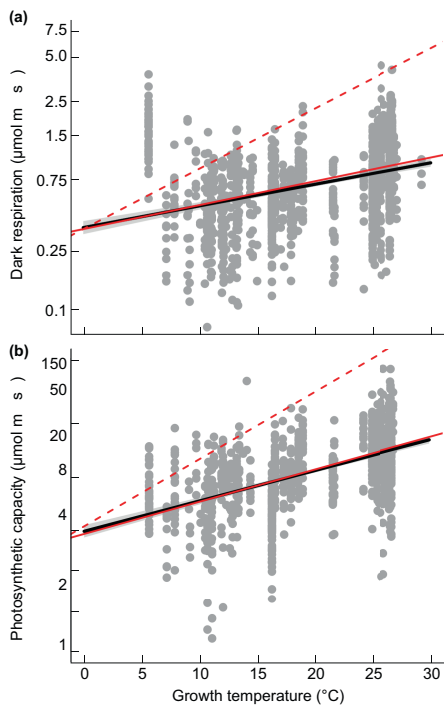 (a)
7.5
5.0
2.5
1.5
0.75
0.25
0.1
Dark respiration (μmol m s)
(b)
150
50
20
8
4
2
1
Photosynthetic capacity (μmol m s)
0 5 10 15 20 25 30
Growth temperature (°C)